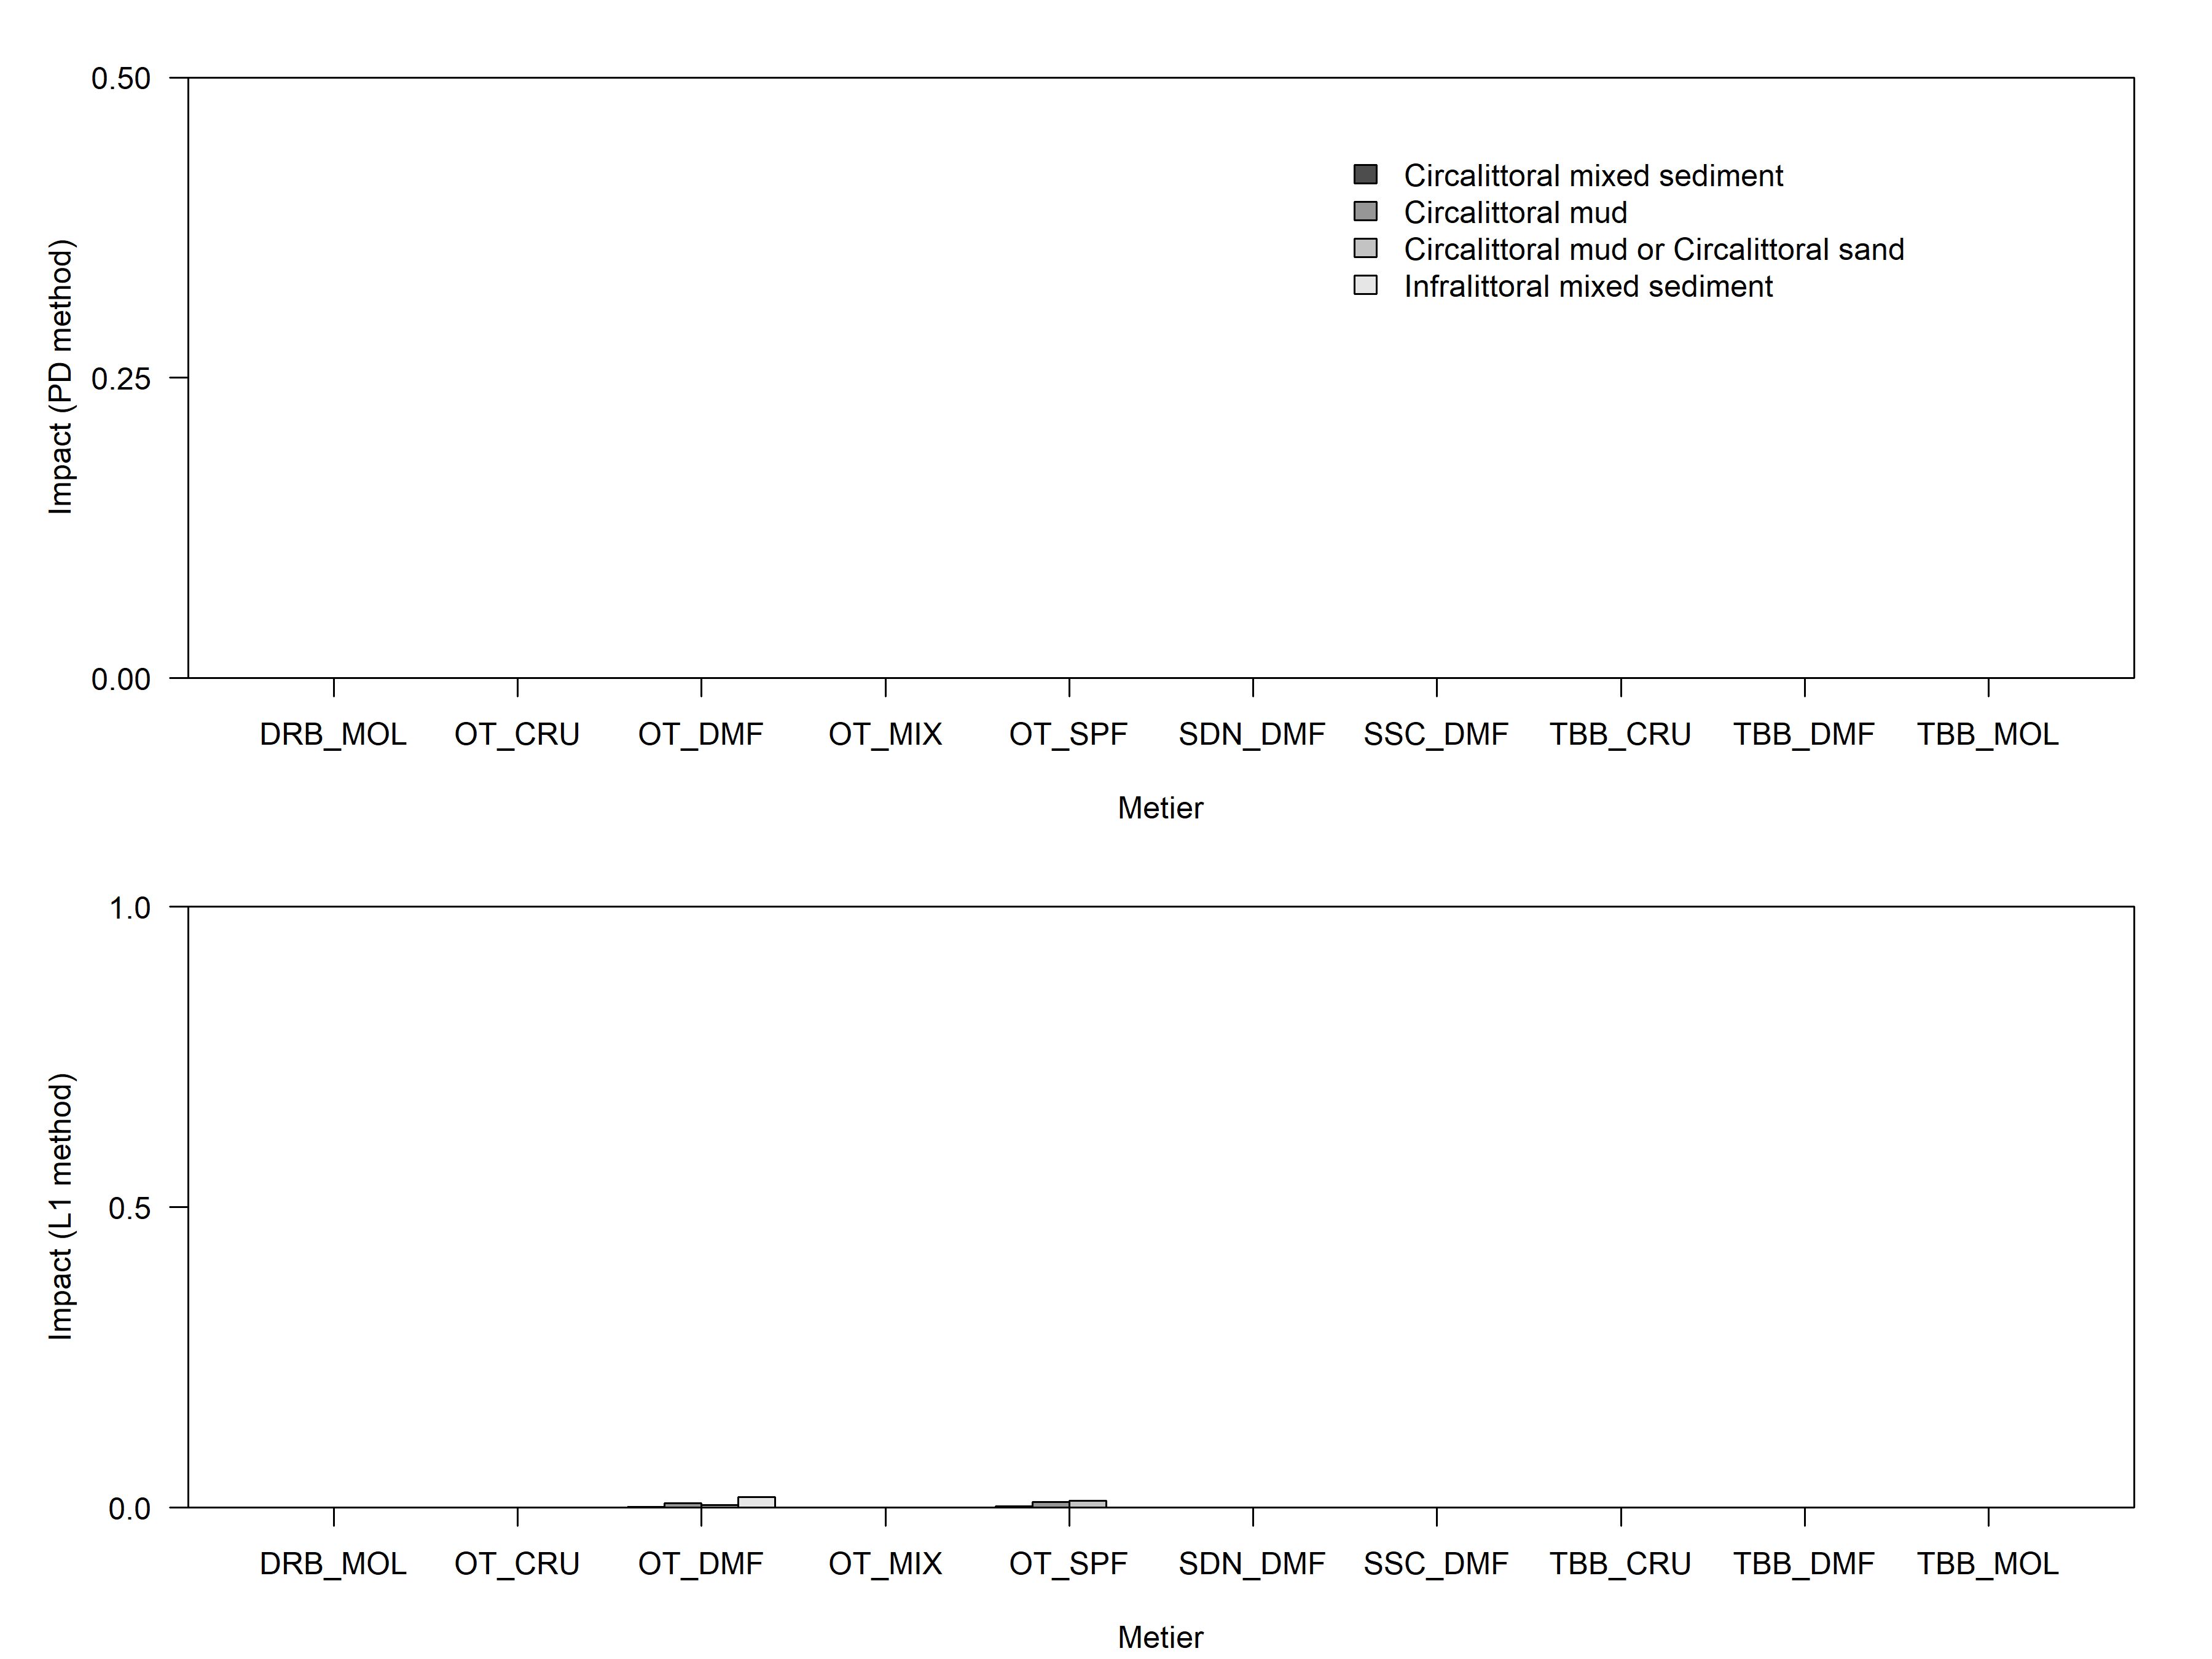 0.50
0.25
0.00
Impact (PD method)
Circalittoral mixed sediment
Circalittoral mud
Circalittoral mud or Circalittoral sand
Infralittoral mixed sediment
DRB_MOL OT_CRU OT_DMF OT_MIX OT_SPF SDN_DMF SSC_DMF TBB_CRU TBB_DMF TBB_MOL
Metier
1.0
0.5
0.0
Impact (L1 method)
DRB_MOL OT_CRU OT_DMF OT_MIX OT_SPF SDN_DMF SSC_DMF TBB_CRU TBB_DMF TBB_MOL
Metier